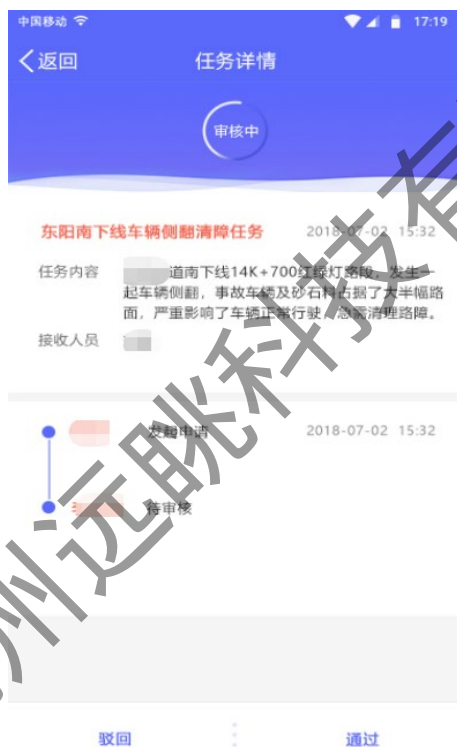 中国移动 17:19
返回 任务详情
审核中
东阳南下线车辆侧翻清障任务 2018-07-02 15:32
任务内容 道南下线14K+700红绿灯路段，发生一
起车辆侧翻，事故车辆及砂石料占据了大半幅路
面，严重影响了车辆正常行驶，急需清理路障。
接收人员
发起申请 2018-07-02 15:32
待审核
驳回 通过
州远眺科技有